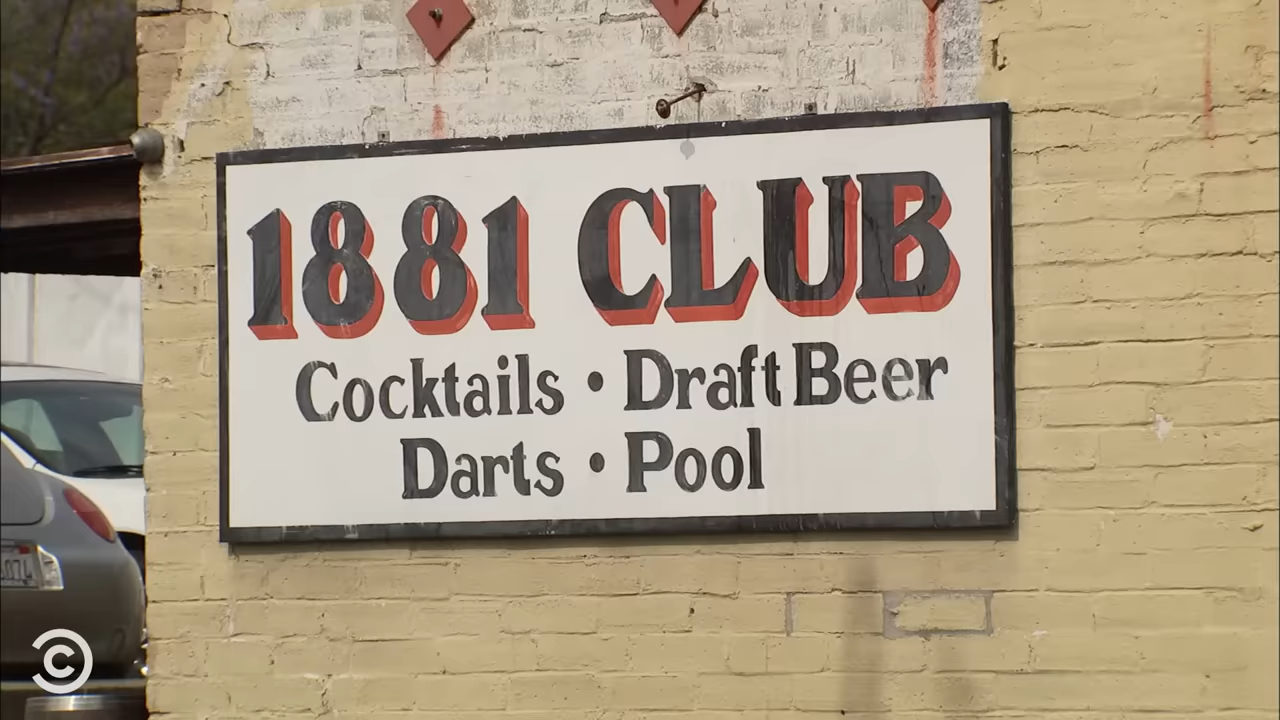 1881 CLUB
Cocktails • Draft Beer
Darts • Pool